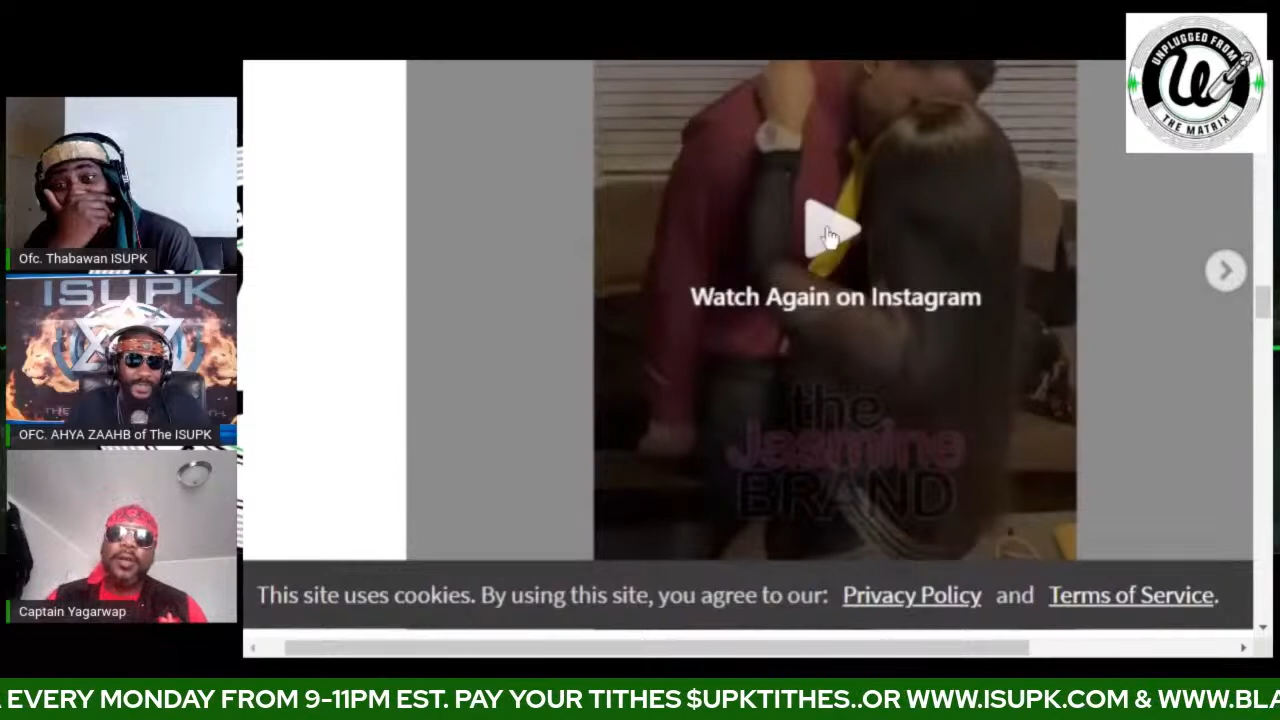 UNPLUGGED FROM
THE MATRIX
Ofc. Thabawan ISUPK
ISUPK
THE
OFC. AHYA ZAAHB of The ISUPK
Captain Yagarwap
Watch Again on Instagram
the
Jasmine
BRAND
This site uses cookies. By using this site, you agree to our: Privacy Policy and Terms of Service.
EVERY MONDAY FROM 9-11PM EST. PAY YOUR TITHES $UPKTITHES..OR WWW.ISUPK.COM & WWW.BLA